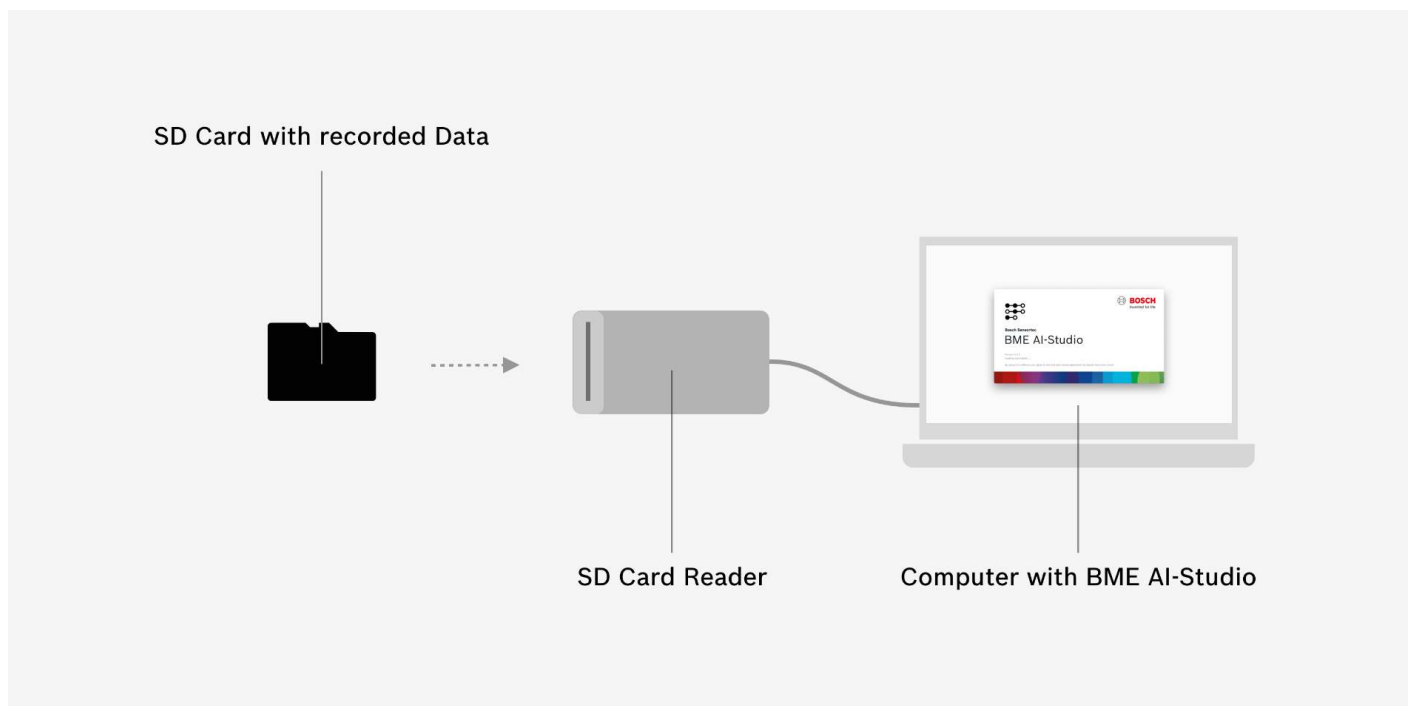 SD Card with recorded Data
BOSCH
Invented for life
Bosch Sensortec
BME AI-Studio
SD Card Reader
Computer with BME AI-Studio